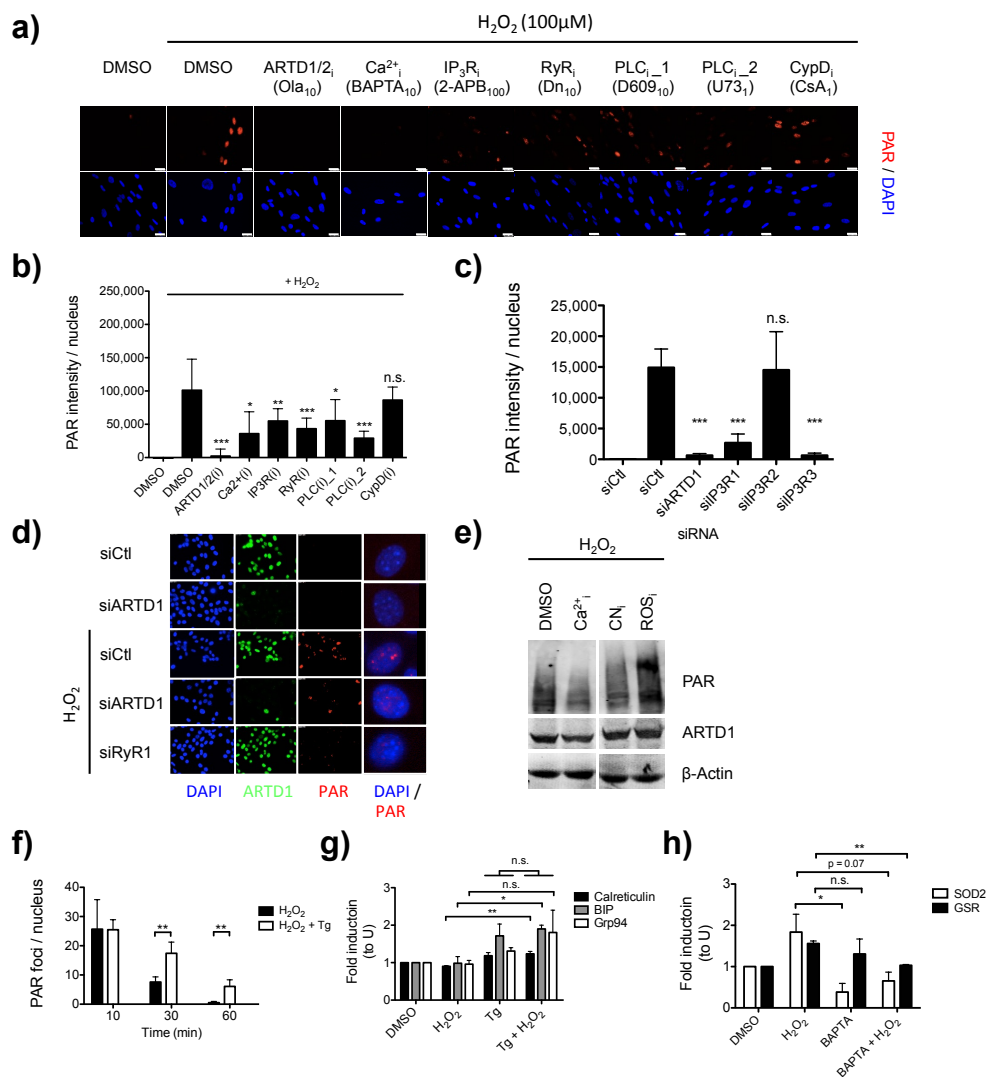 a)
H₂O₂ (100μM)
DMSO DMSO ARTD1/2ᵢ Ca²⁺ᵢ IP₃Rᵢ RyRᵢ PLCᵢ_1 PLCᵢ_2 CypDᵢ
(Ola₁₀) (BAPTA₁₀) (2-APB₁₀₀) (Dn₁₀) (D609₁₀) (U73₁) (CsA₁)
PAR / DAPI
b)
+ H₂O₂
PAR intensity / nucleus
250,000
200,000
150,000
100,000
50,000
0
*** * ** *** * *** n.s.
DMSO DMSO ARTD1/2(i) Ca2+(i) IP3R(i) RyR(i) PLC(i)_1 PLC(i)_2 CypD(i)
c)
PAR intensity / nucleus
25,000
20,000
15,000
10,000
5,000
0
*** *** n.s. ***
siCtl siCtl siARTD1 siIP3R1 siIP3R2 siIP3R3
siRNA
d)
siCtl
siARTD1
H₂O₂
siCtl
siARTD1
siRyR1
DAPI ARTD1 PAR DAPI /
PAR
e)
H₂O₂
DMSO Ca²⁺ᵢ CNᵢ ROSᵢ
PAR
ARTD1
β-Actin
f)
PAR foci / nucleus
40
30
20
10
0
H₂O₂
H₂O₂ + Tg
** **
10 30 60
Time (min)
g)
Fold inductoin
(to U)
5
4
3
2
1
0
n.s.
n.s.
*
**
Calreticulin
BIP
Grp94
DMSO H₂O₂ Tg Tg + H₂O₂
h)
Fold inductoin
(to U)
5
4
3
2
1
0
**
p = 0.07
n.s.
*
SOD2
GSR
DMSO H₂O₂ BAPTA BAPTA + H₂O₂